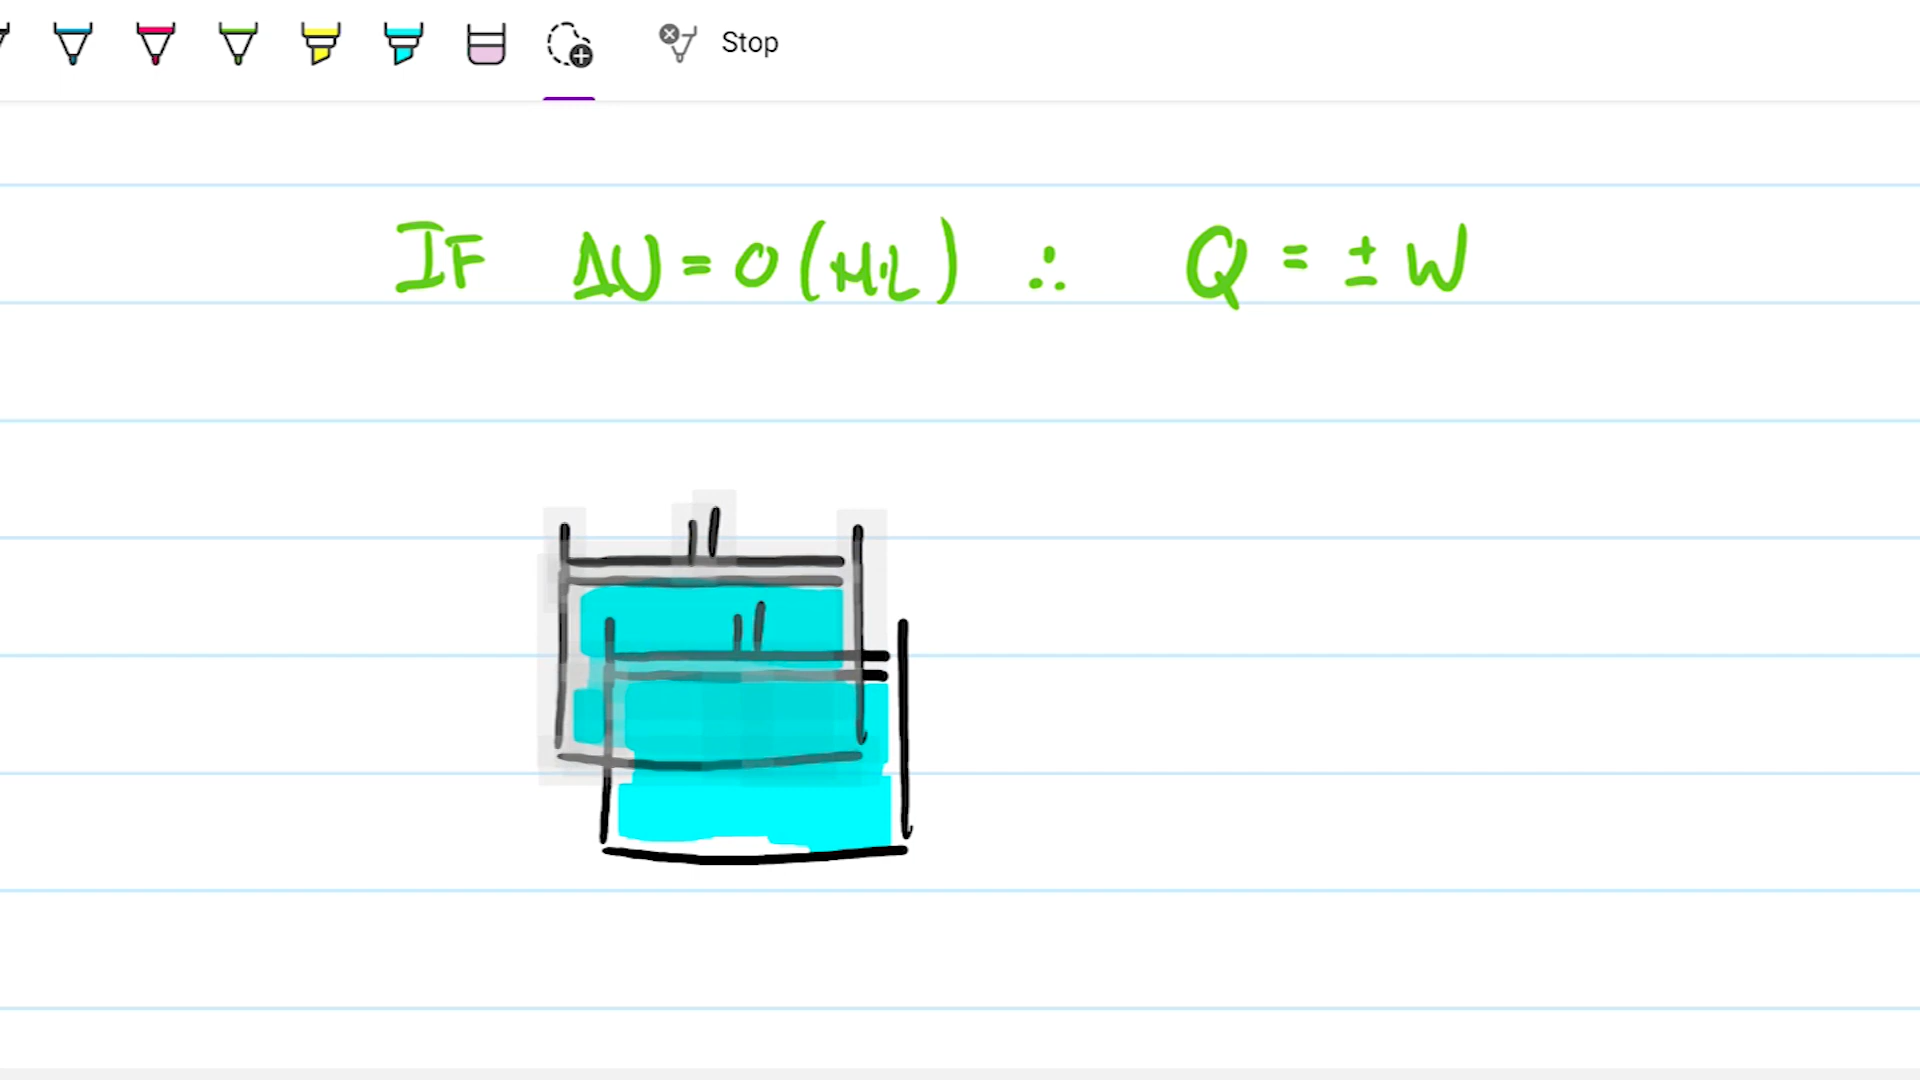 Stop
IF ΔU = 0 ( ) ∴ Q = ± W